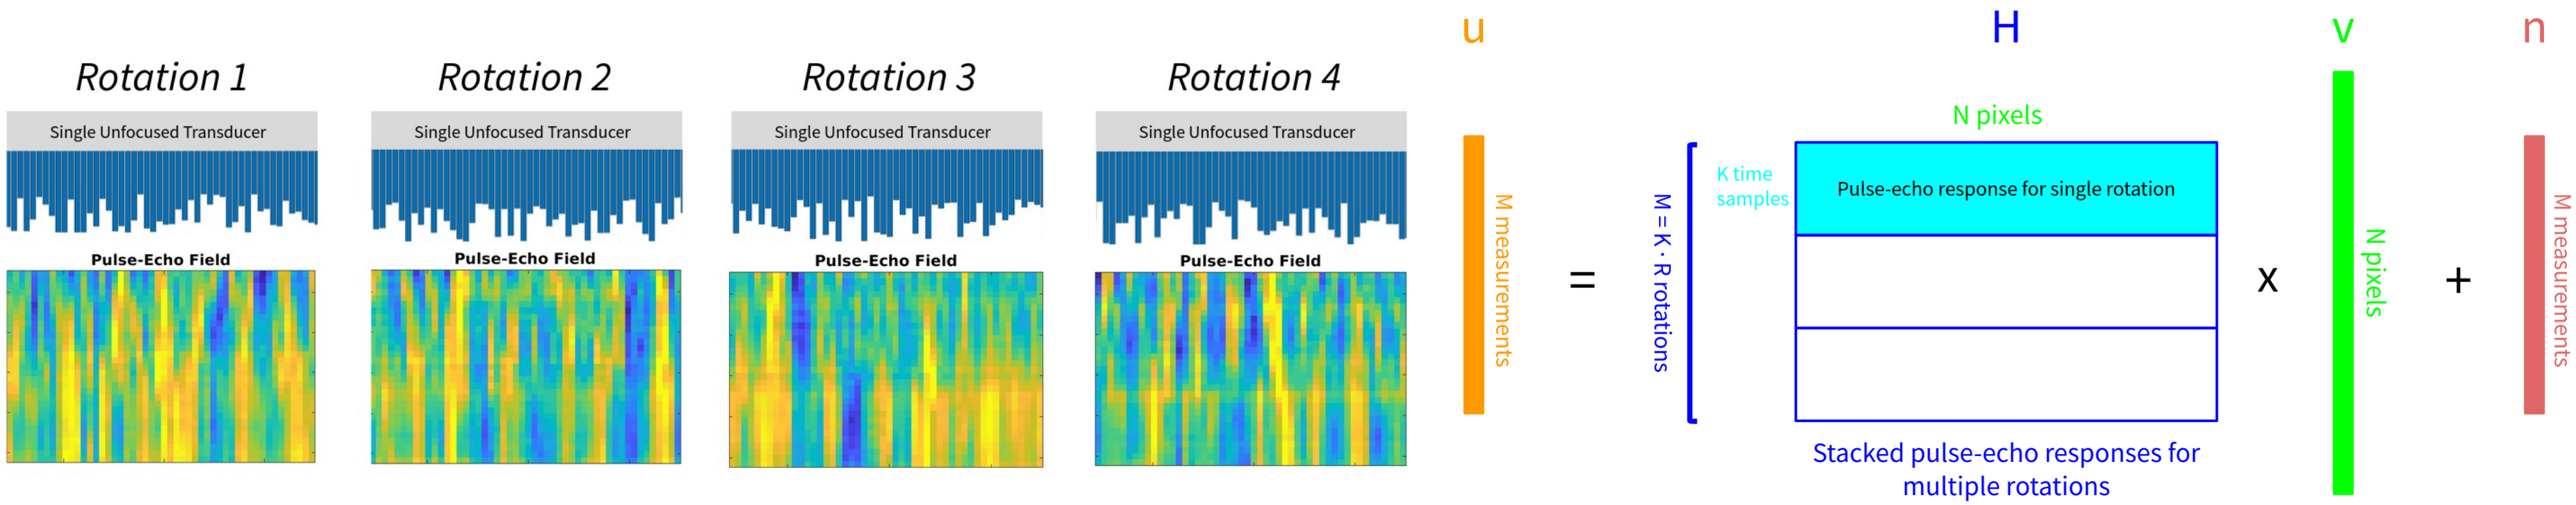 Rotation 1
Single Unfocused Transducer
Pulse-Echo Field
Rotation 2
Single Unfocused Transducer
Pulse-Echo Field
Rotation 3
Single Unfocused Transducer
Pulse-Echo Field
Rotation 4
Single Unfocused Transducer
Pulse-Echo Field
u
M measurements
=
H
N pixels
M = K · R rotations
K time
samples
Pulse-echo response for single rotation
Stacked pulse-echo responses for
multiple rotations
x
v
N pixels
+
n
M measurements